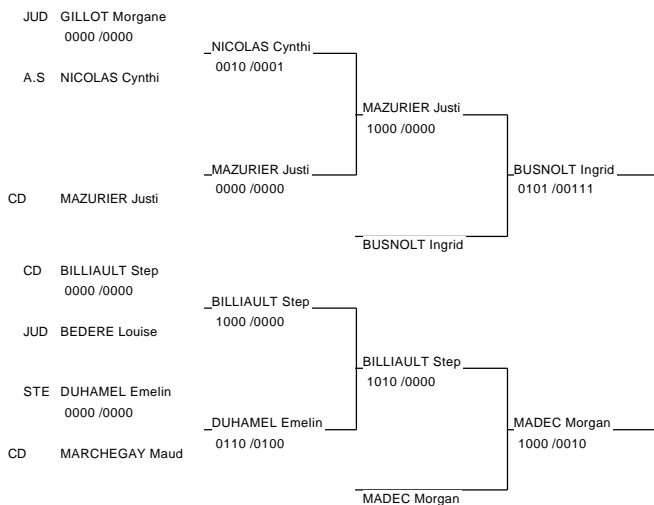 JUD GILLOT Morgane
0000 /0000
NICOLAS Cynthi
0010 /0001
A.S NICOLAS Cynthi
MAZURIER Justi
1000 /0000
MAZURIER Justi
0000 /0000
BUSNOLT Ingrid
0101 /00111
CD MAZURIER Justi
BUSNOLT Ingrid
CD BILLIAULT Step
0000 /0000
BILLIAULT Step
1000 /0000
JUD BEDERE Louise
BILLIAULT Step
1010 /0000
STE DUHAMEL Emelin
0000 /0000
DUHAMEL Emelin
0110 /0100
MADEC Morgan
1000 /0010
CD MARCHEGAY Maud
MADEC Morgan